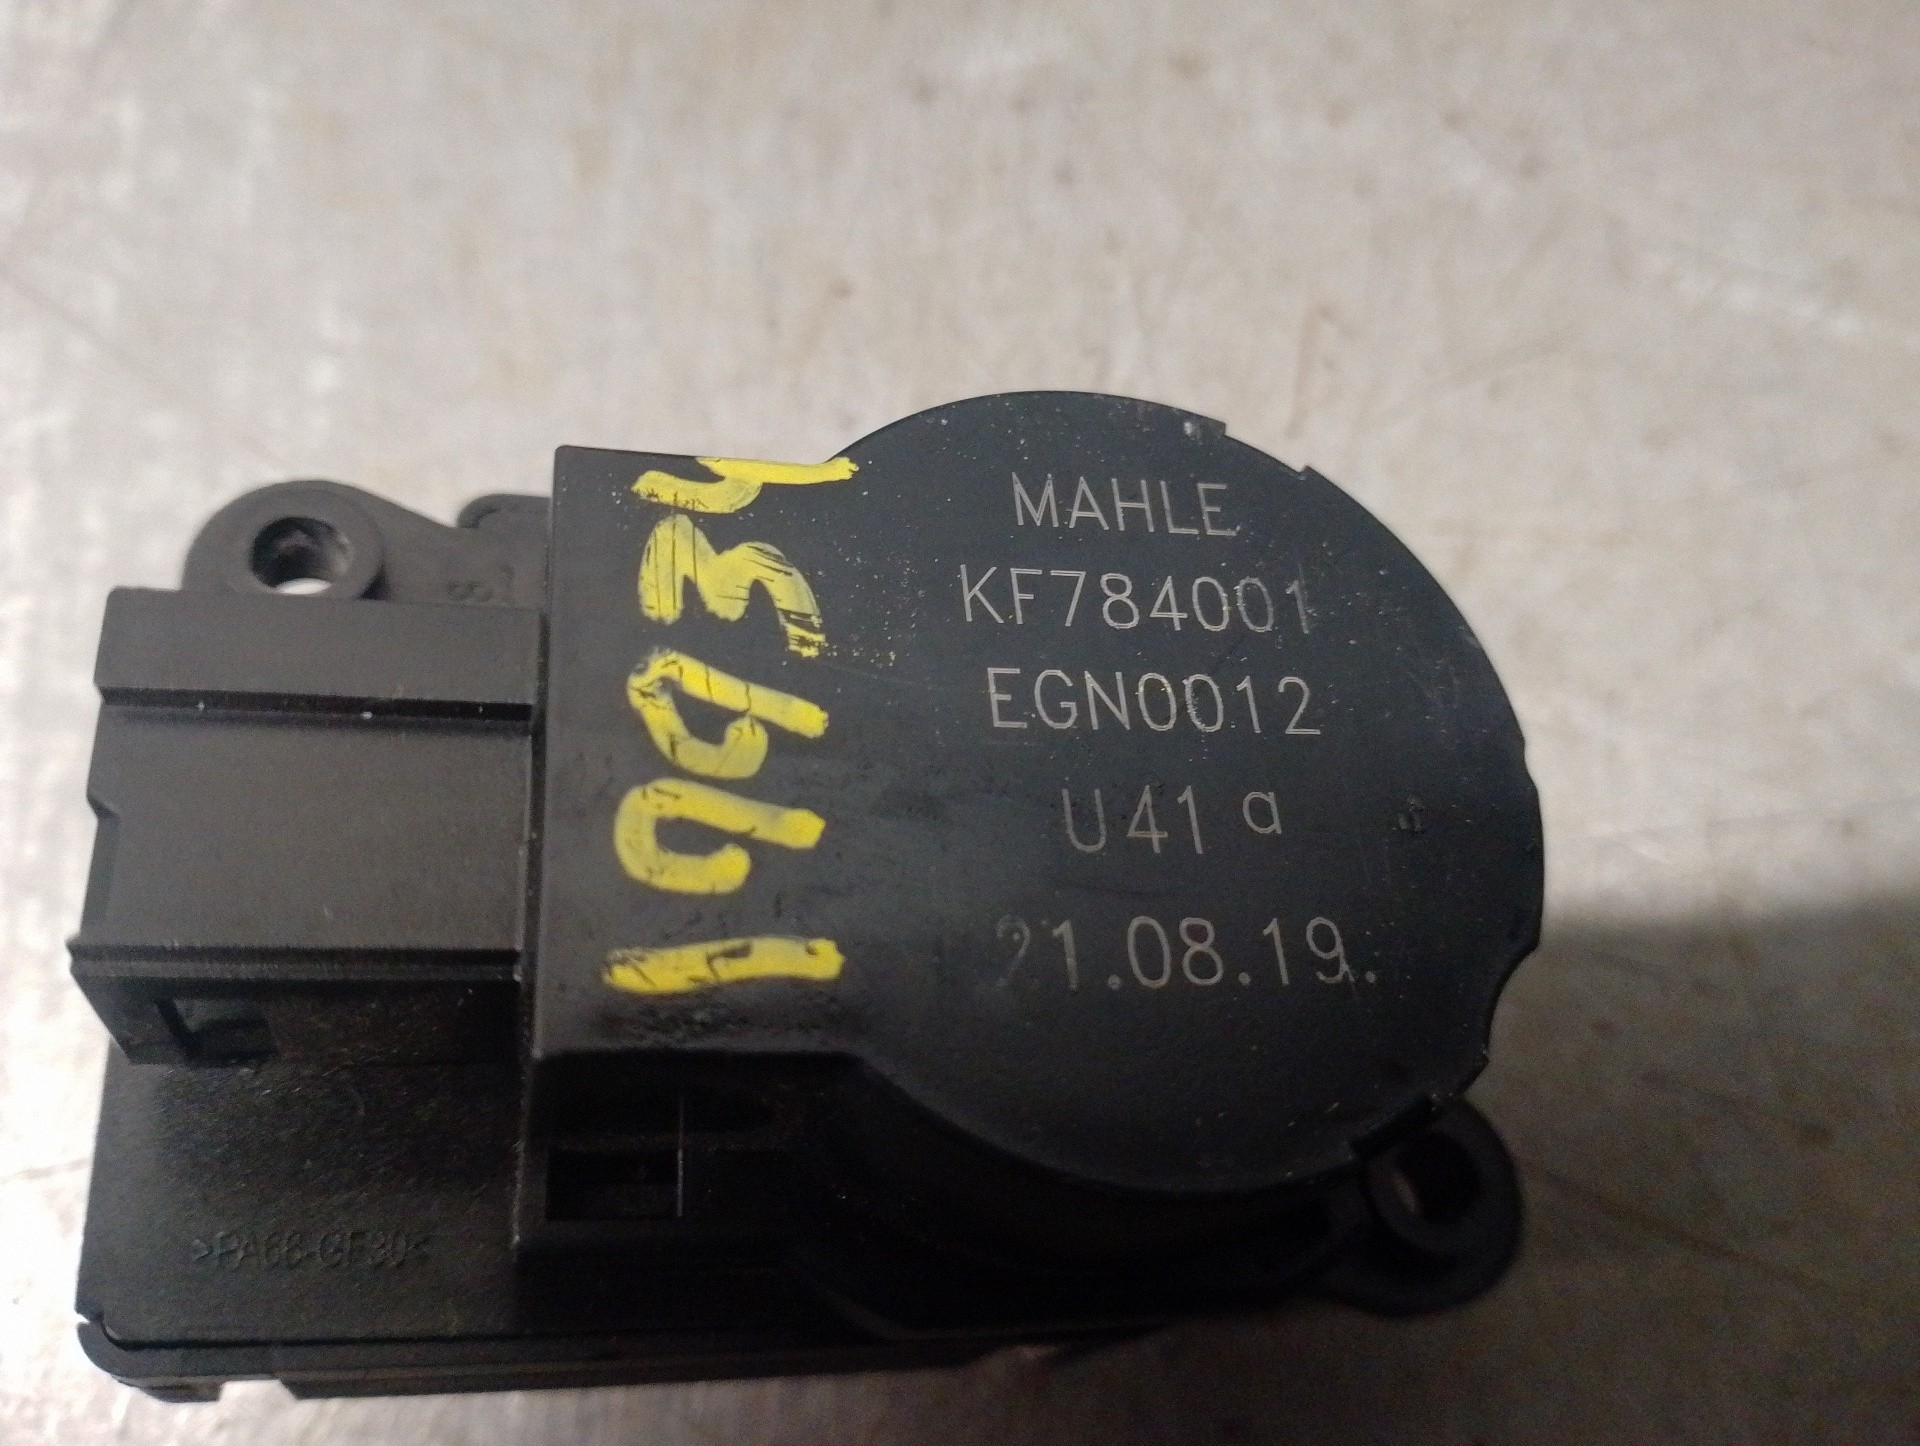 MAHLE
KF784001
EGN0012
U41 a
21.08.19.
19934
>PA66-GF30<